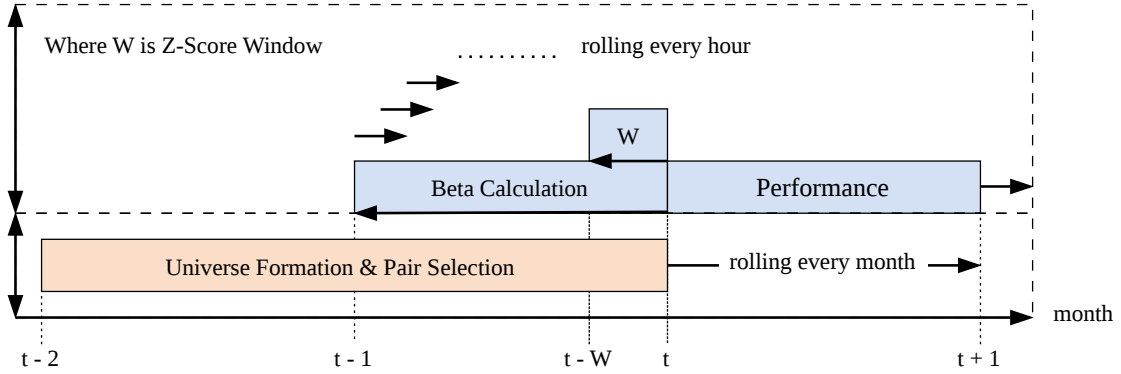 Where W is Z-Score Window
.......... rolling every hour
W
Beta Calculation
Performance
Universe Formation & Pair Selection
rolling every month
month
t - 2
t - 1
t - W
t
t + 1